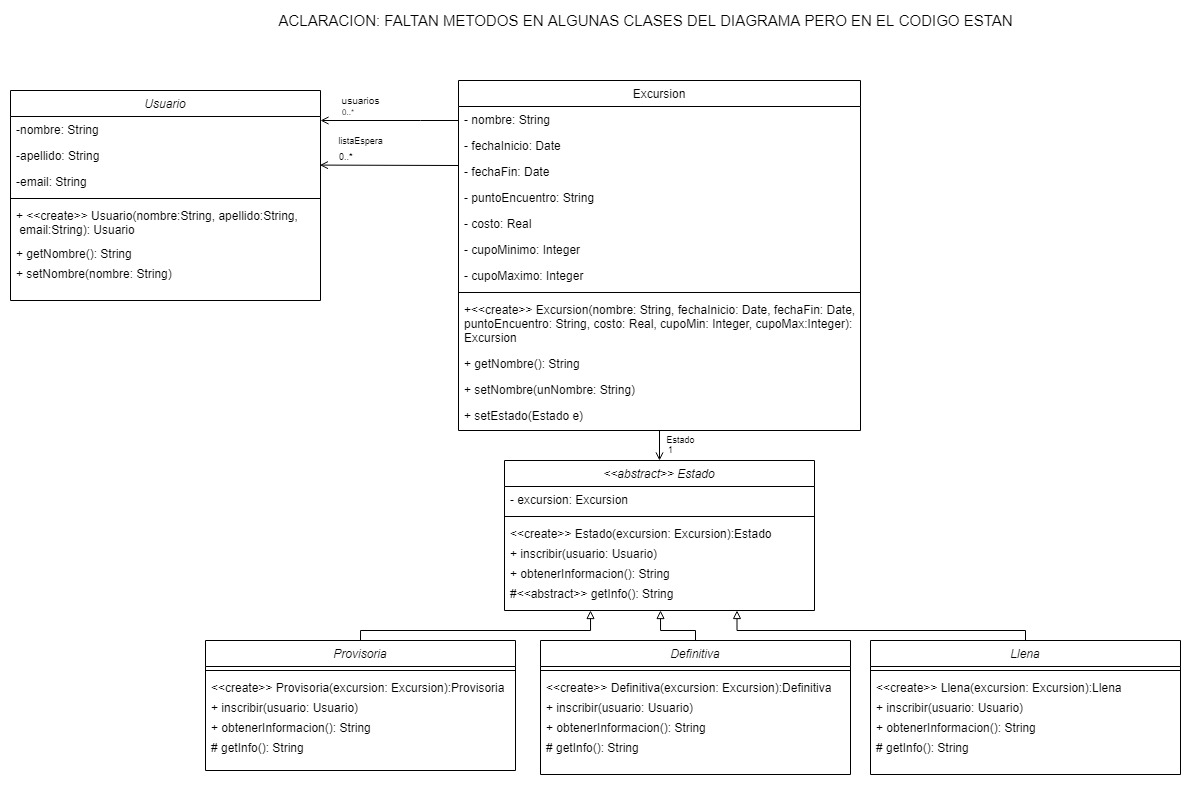 ACLARACION: FALTAN METODOS EN ALGUNAS CLASES DEL DIAGRAMA PERO EN EL CODIGO ESTAN
Usuario
-nombre: String
-apellido: String
-email: String
+ <<create>> Usuario(nombre:String, apellido:String,
email:String): Usuario
+ getNombre(): String
+ setNombre(nombre: String)
usuarios
0..*
listaEspera
0..*
Excursion
- nombre: String
- fechaInicio: Date
- fechaFin: Date
- puntoEncuentro: String
- costo: Real
- cupoMinimo: Integer
- cupoMaximo: Integer
+<<create>> Excursion(nombre: String, fechaInicio: Date, fechaFin: Date,
puntoEncuentro: String, costo: Real, cupoMin: Integer, cupoMax:Integer):
Excursion
+ getNombre(): String
+ setNombre(unNombre: String)
+ setEstado(Estado e)
Estado
1
<<abstract>> Estado
- excursion: Excursion
<<create>> Estado(excursion: Excursion):Estado
+ inscribir(usuario: Usuario)
+ obtenerInformacion(): String
#<<abstract>> getInfo(): String
Provisoria
<<create>> Provisoria(excursion: Excursion):Provisoria
+ inscribir(usuario: Usuario)
+ obtenerInformacion(): String
# getInfo(): String
Definitiva
<<create>> Definitiva(excursion: Excursion):Definitiva
+ inscribir(usuario: Usuario)
+ obtenerInformacion(): String
# getInfo(): String
Llena
<<create>> Llena(excursion: Excursion):Llena
+ inscribir(usuario: Usuario)
+ obtenerInformacion(): String
# getInfo(): String